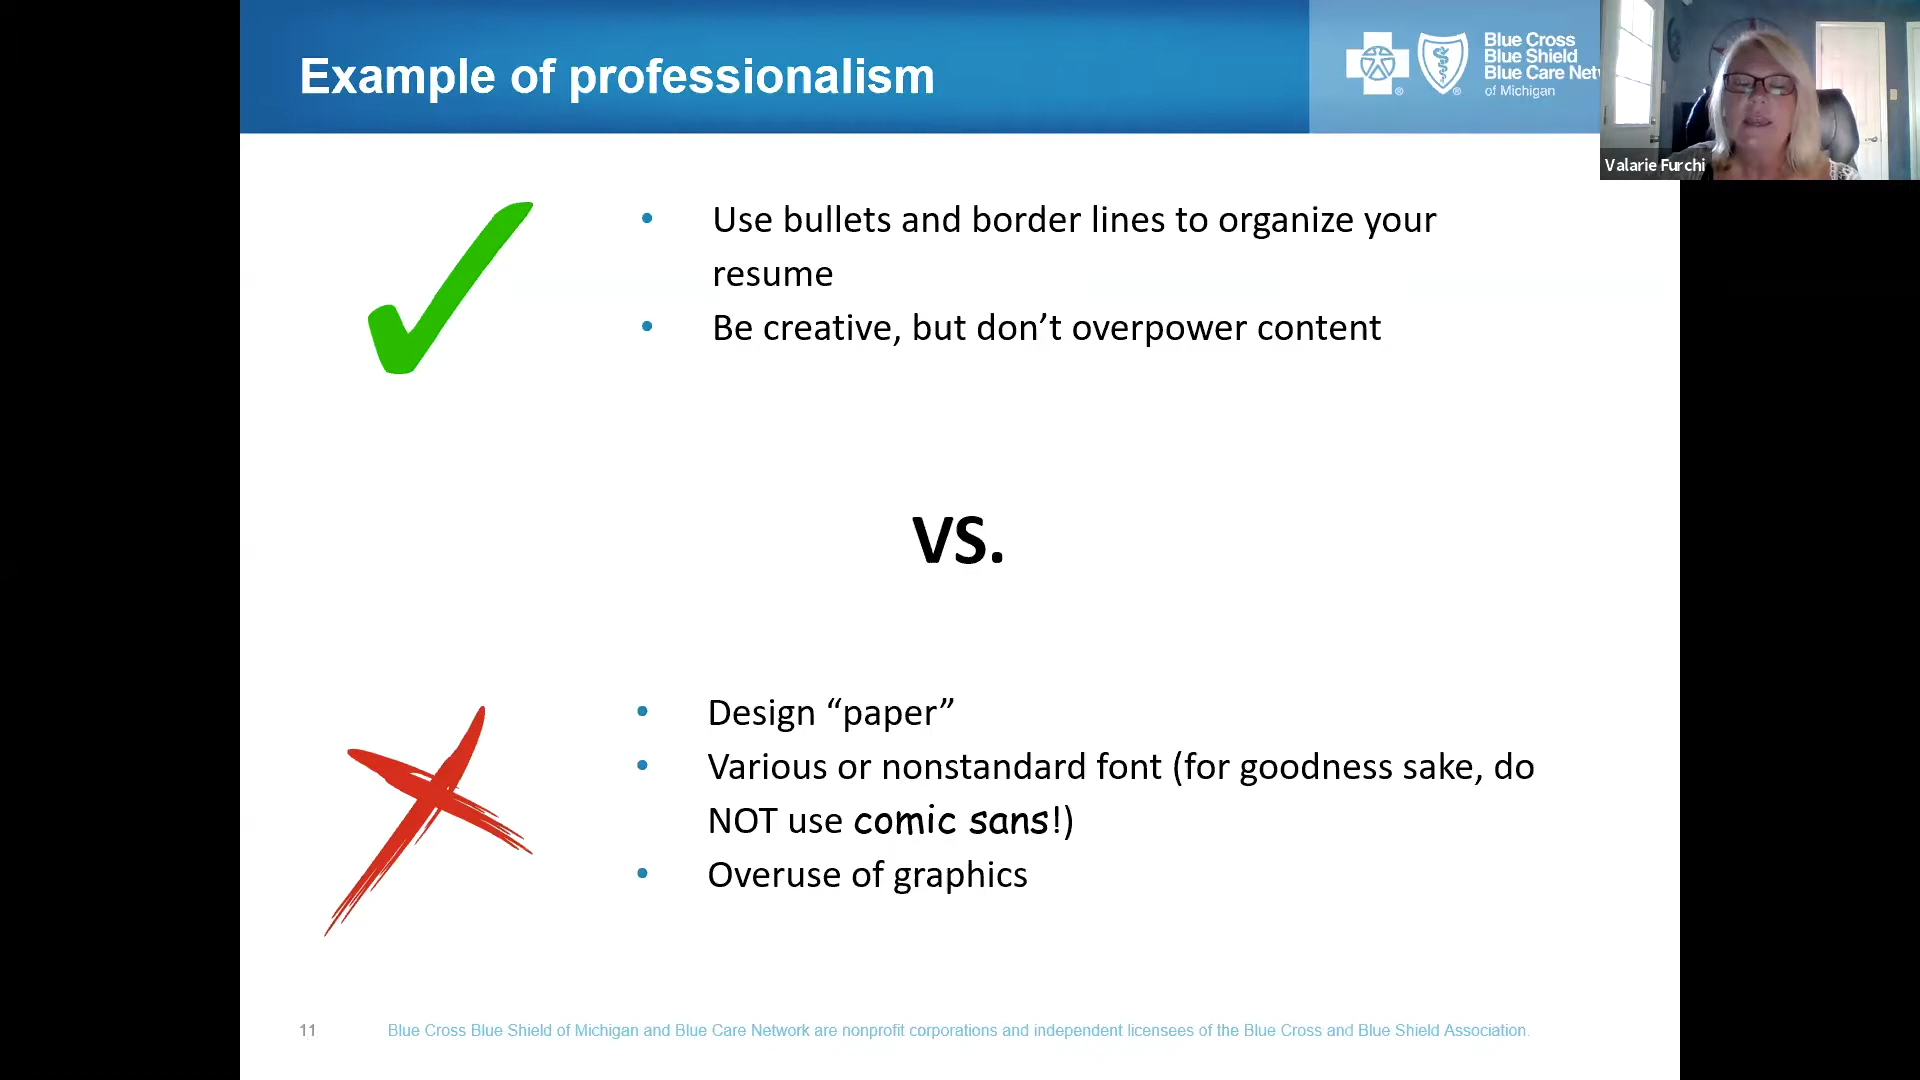 Example of professionalism
Blue Cross
Blue Shield
Blue Care Net
of Michigan
Valarie Furchi
• Use bullets and border lines to organize your
resume
• Be creative, but don’t overpower content
VS.
• Design “paper”
• Various or nonstandard font (for goodness sake, do
NOT use comic sans!)
• Overuse of graphics
11
Blue Cross Blue Shield of Michigan and Blue Care Network are nonprofit corporations and independent licensees of the Blue Cross and Blue Shield Association.